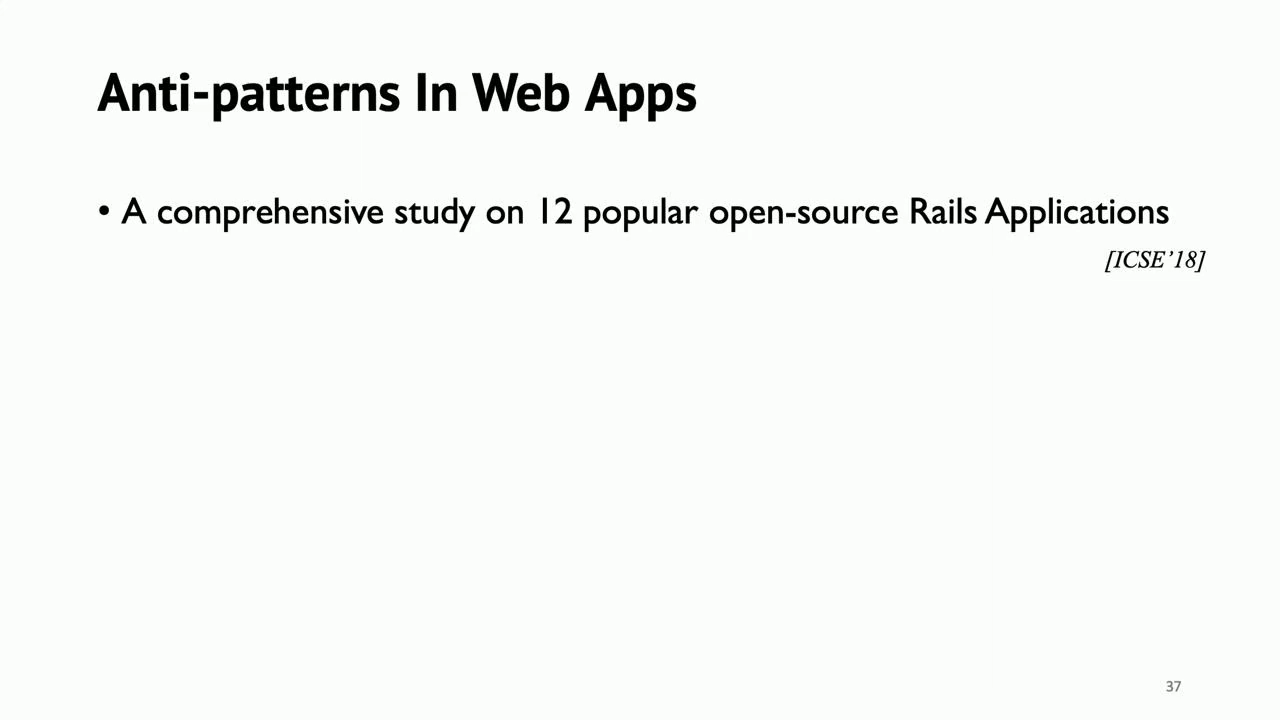 Anti-patterns In Web Apps
• A comprehensive study on 12 popular open-source Rails Applications
[ICSE’18]
37